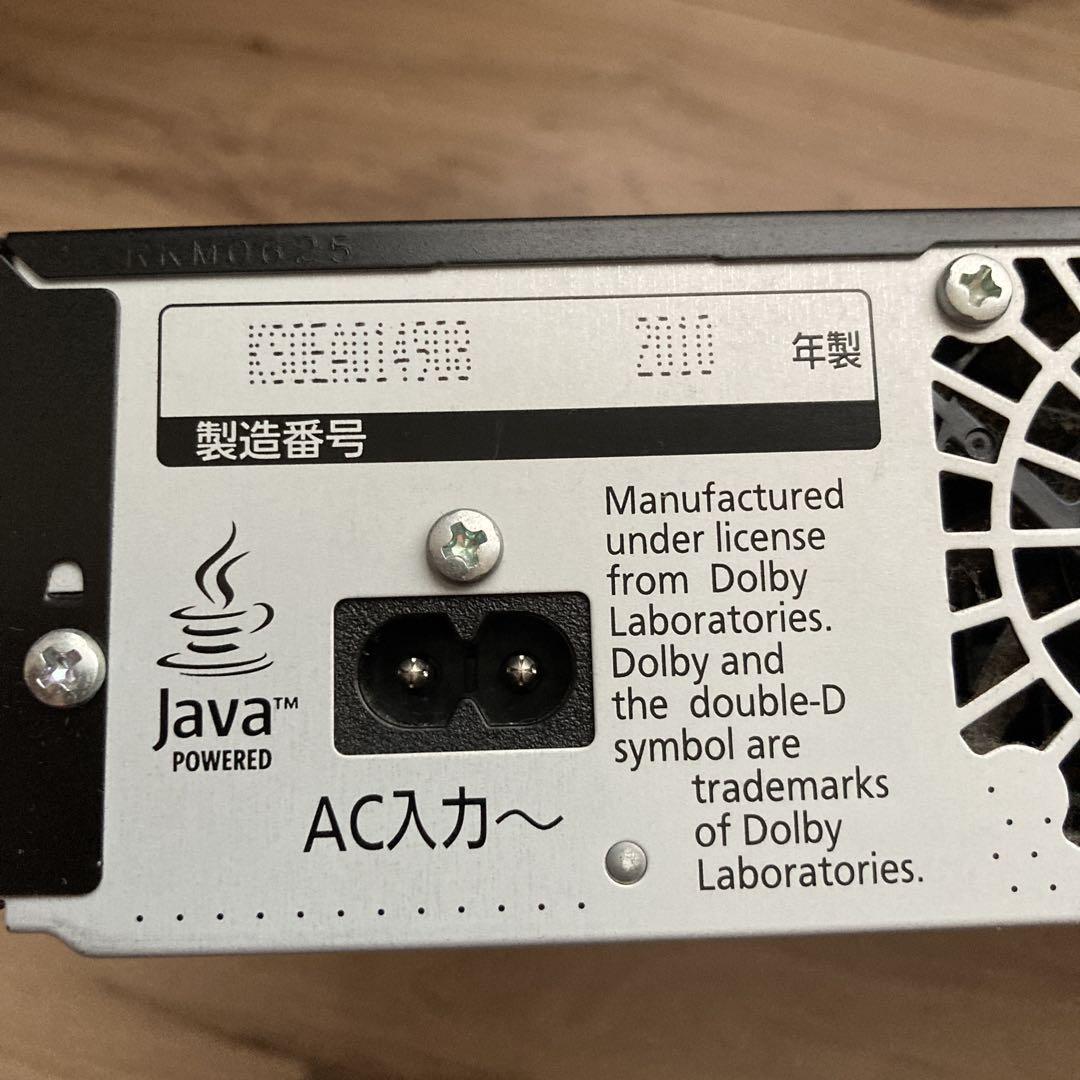 RKM0625
K90EA014908 2010 年製
製造番号
Java™
POWERED
AC入力～
Manufactured
under license
from Dolby
Laboratories.
Dolby and
the double-D
symbol are
trademarks
of Dolby
Laboratories.